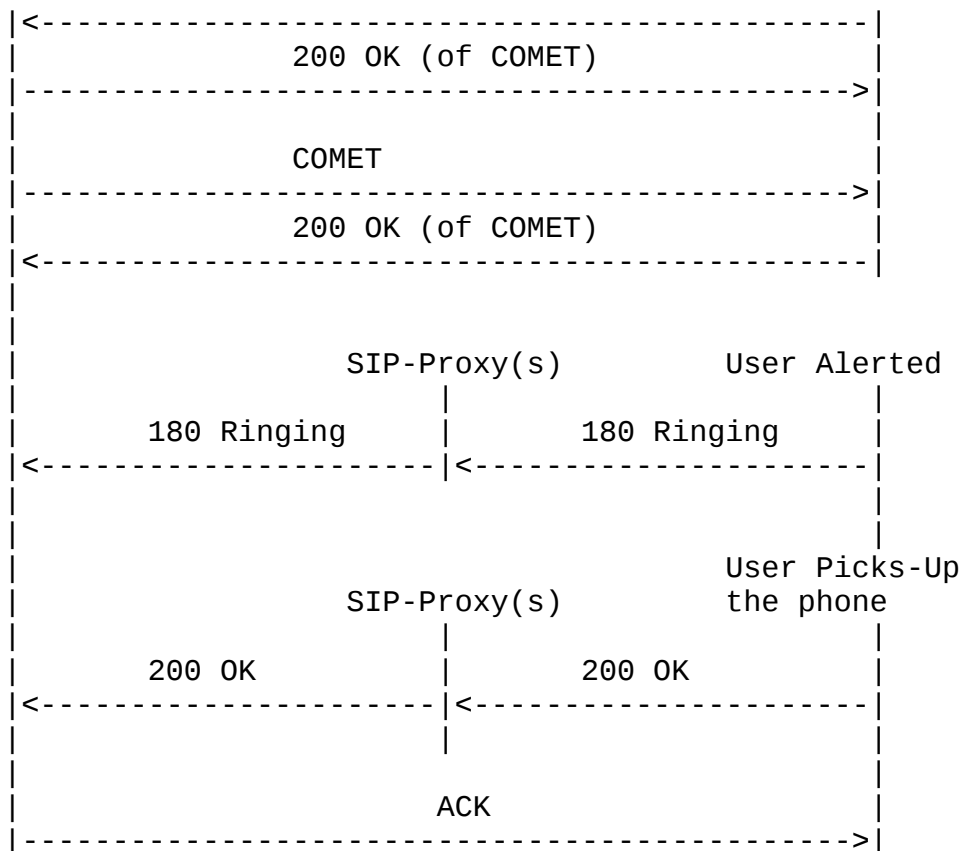 200 OK (of COMET)
COMET
200 OK (of COMET)
SIP-Proxy(s) User Alerted
180 Ringing 180 Ringing
User Picks-Up
SIP-Proxy(s) the phone
200 OK 200 OK
ACK